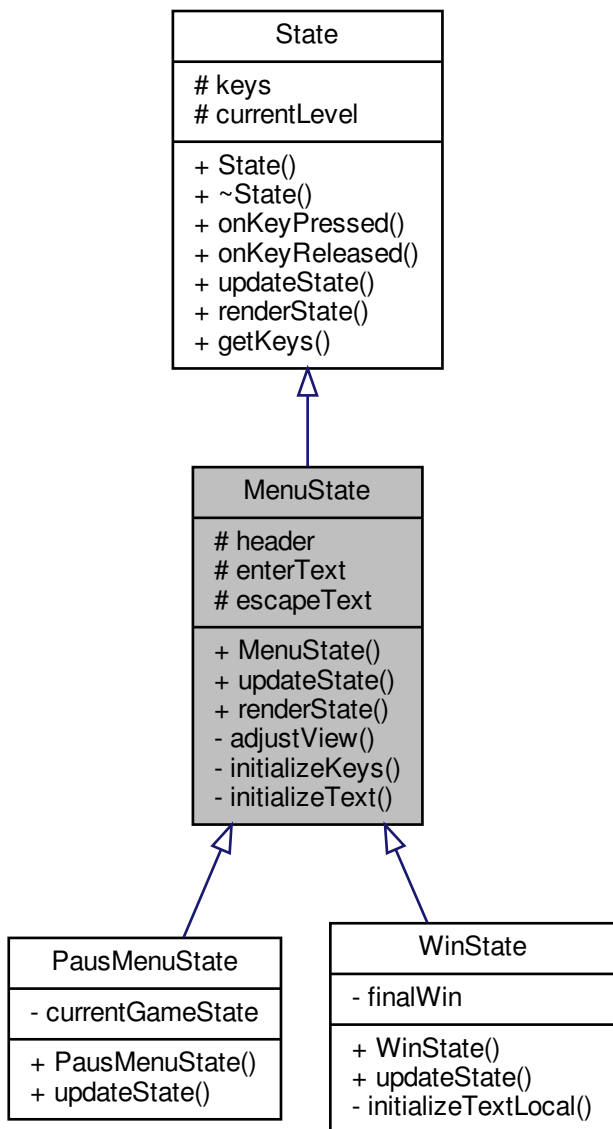 State
# keys
# currentLevel
+ State()
+ ~State()
+ onKeyPressed()
+ onKeyReleased()
+ updateState()
+ renderState()
+ getKeys()
MenuState
# header
# enterText
# escapeText
+ MenuState()
+ updateState()
+ renderState()
- adjustView()
- initializeKeys()
- initializeText()
PausMenuState
- currentGameState
+ PausMenuState()
+ updateState()
WinState
- finalWin
+ WinState()
+ updateState()
- initializeTextLocal()